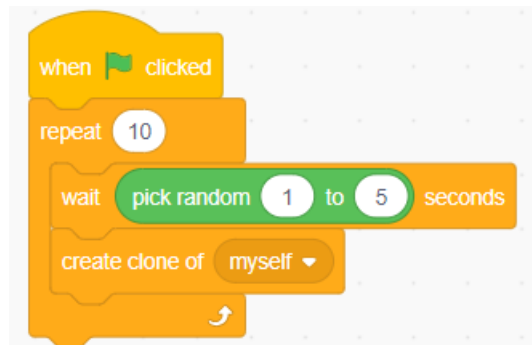 when clicked
repeat 10
wait pick random 1 to 5 seconds
create clone of myself